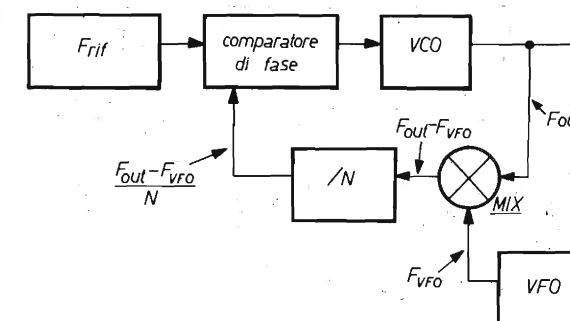 Frif
comparatore
di fase
VCO
Fout-FVFO
Fout-FVFO
N
/N
MIX
FVFO
VFO